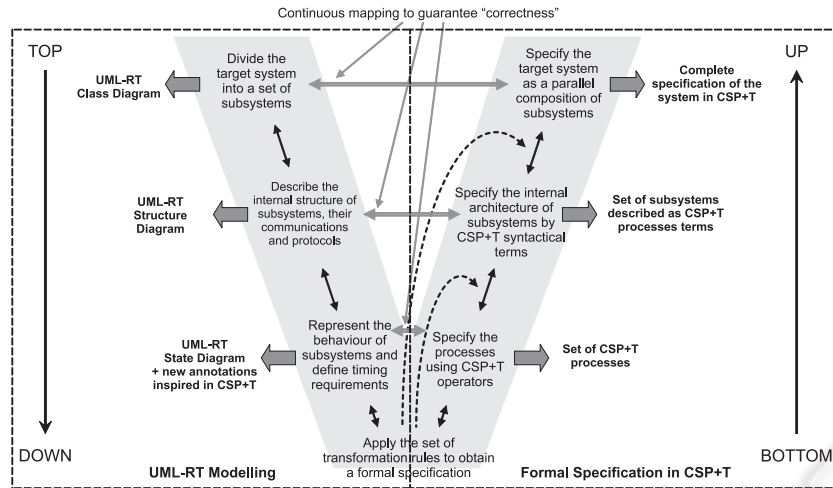 Continuous mapping to guarantee “correctness”
TOP
UP
Divide the
target system
into a set of
subsystems
Specify the
target system
as a parallel
composition of
subsystems
UML-RT
Class Diagram
Complete
specification of the
system in CSP+T
Describe the
internal structure of
subsystems, their
communications
and protocols
Specify the internal
architecture of
subsystems by
CSP+T syntactical
terms
UML-RT
Structure
Diagram
Set of subsystems
described as CSP+T
processes terms
Represent the
behaviour of
subsystems and
define timing
requirements
Specify the
processes
using CSP+T
operators
UML-RT
State Diagram
+ new annotations
inspired in CSP+T
Set of CSP+T
processes
Apply the set of
transformation rules to obtain
a formal specification
DOWN
BOTTOM
UML-RT Modelling
Formal Specification in CSP+T